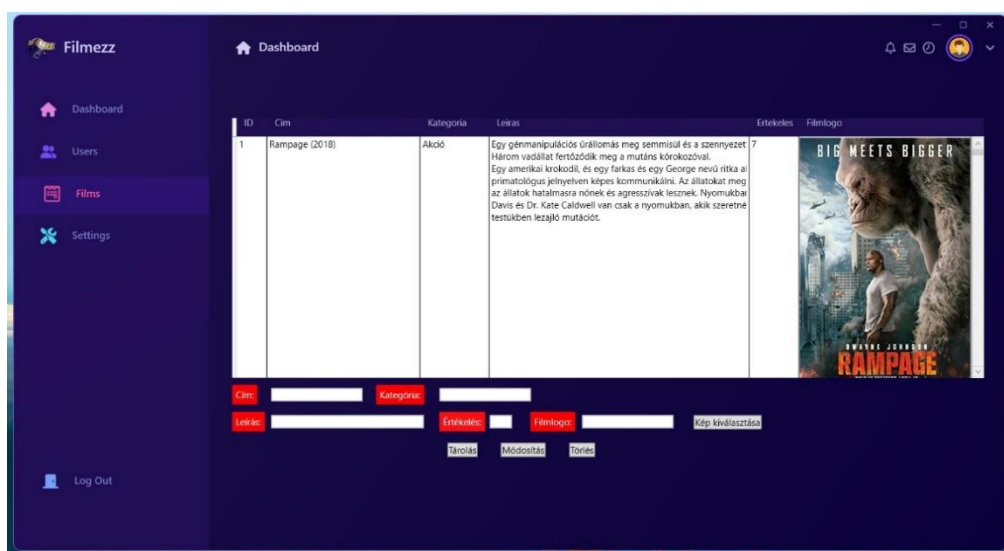 Filmezz
Dashboard
Dashboard
Users
Films
Settings
Log Out
ID Cim Kategoria Leiras Ertekeles Filmlogo
1 Rampage (2018) Akció Egy génmanipulációs űrállomás meg semmisül és a szennyezet 7
Három vadállat fertőződik meg a mutáns kórokozóval.
Egy amerikai krokodil, és egy farkas és egy George nevű ritka al
primatológus jelnyelven képes kommunikálni. Az állatokat meg
az állatok hatalmasra nőnek és agresszívak lesznek. Nyomukbar
Davis és Dr. Kate Caldwell van csak a nyomukban, akik szeretné
testükben lezajló mutációt.
BIG MEETS BIGGER
DWAYNE JOHNSON
RAMPAGE
Cím: Kategória:
Leírás: Értékelés: Filmlogo: Kép kiválasztása
Tárolás Módosítás Törlés